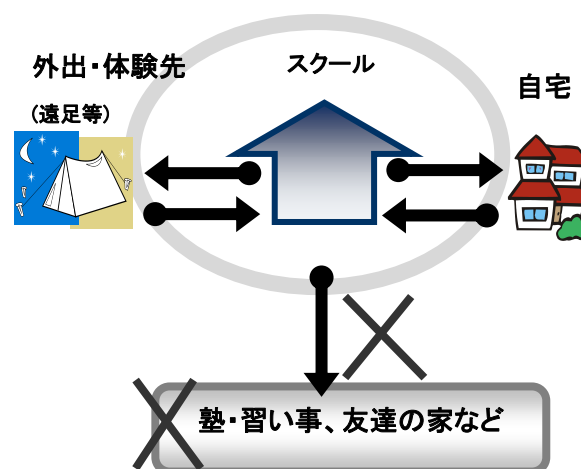 外出・体験先
(遠足等)
スクール
自宅
塾・習い事、友達の家など